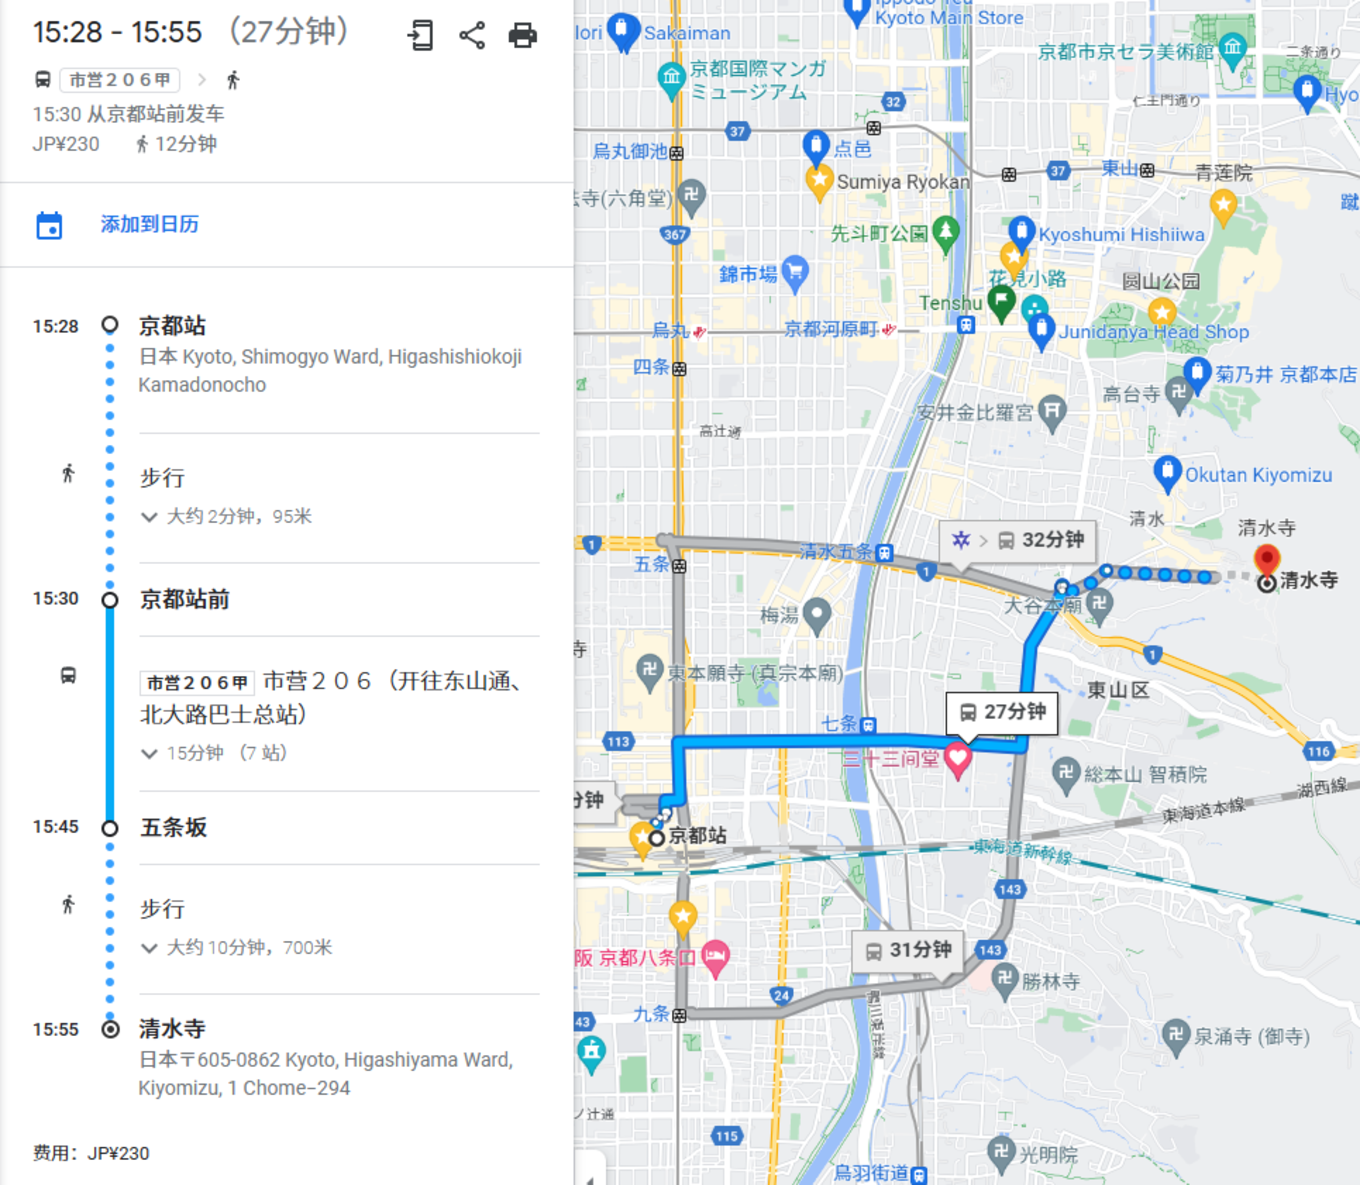 15:28 - 15:55 （27分钟）
市営２０６甲
15:30 从京都站前发车
JP¥230 12分钟
添加到日历
15:28 京都站
日本 Kyoto, Shimogyo Ward, Higashishiokoji
Kamadonocho
步行
大约 2分钟，95米
15:30 京都站前
市営２０６甲 市营２０６（开往东山通、
北大路巴士总站）
15分钟 （7 站）
15:45 五条坂
步行
大约 10分钟，700米
15:55 清水寺
日本〒605-0862 Kyoto, Higashiyama Ward,
Kiyomizu, 1 Chome−294
费用：JP¥230
Kyoto Main Store
Iori
Sakaiman
京都市京セラ美術館
二条通り
京都国際マンガ
ミュージアム
32
仁王門通り
Hyo
37
烏丸御池
点邑
37
東山
青莲院
Sumiya Ryokan
法寺(六角堂)
蹴
367
先斗町公園
Kyoshumi Hishiiwa
錦市場
花見小路
圆山公园
Tenshu
烏丸
京都河原町
Junidanya Head Shop
四条
菊乃井 京都本店
高台寺
安井金比羅宮
高辻通
Okutan Kiyomizu
清水
清水寺
1
清水五条
32分钟
五条
1
清水寺
大谷本廟
梅湯
寺
1
東本願寺 (真宗本廟)
東山区
27分钟
七条
113
116
三十三间堂
総本山 智積院
湖西線
分钟
東海道本線
京都站
東海道新幹線
143
31分钟
143
阪 京都八条口
勝林寺
24
九条
43
鴨川東岸線
泉涌寺 (御寺)
ノ辻通
115
光明院
鳥羽街道